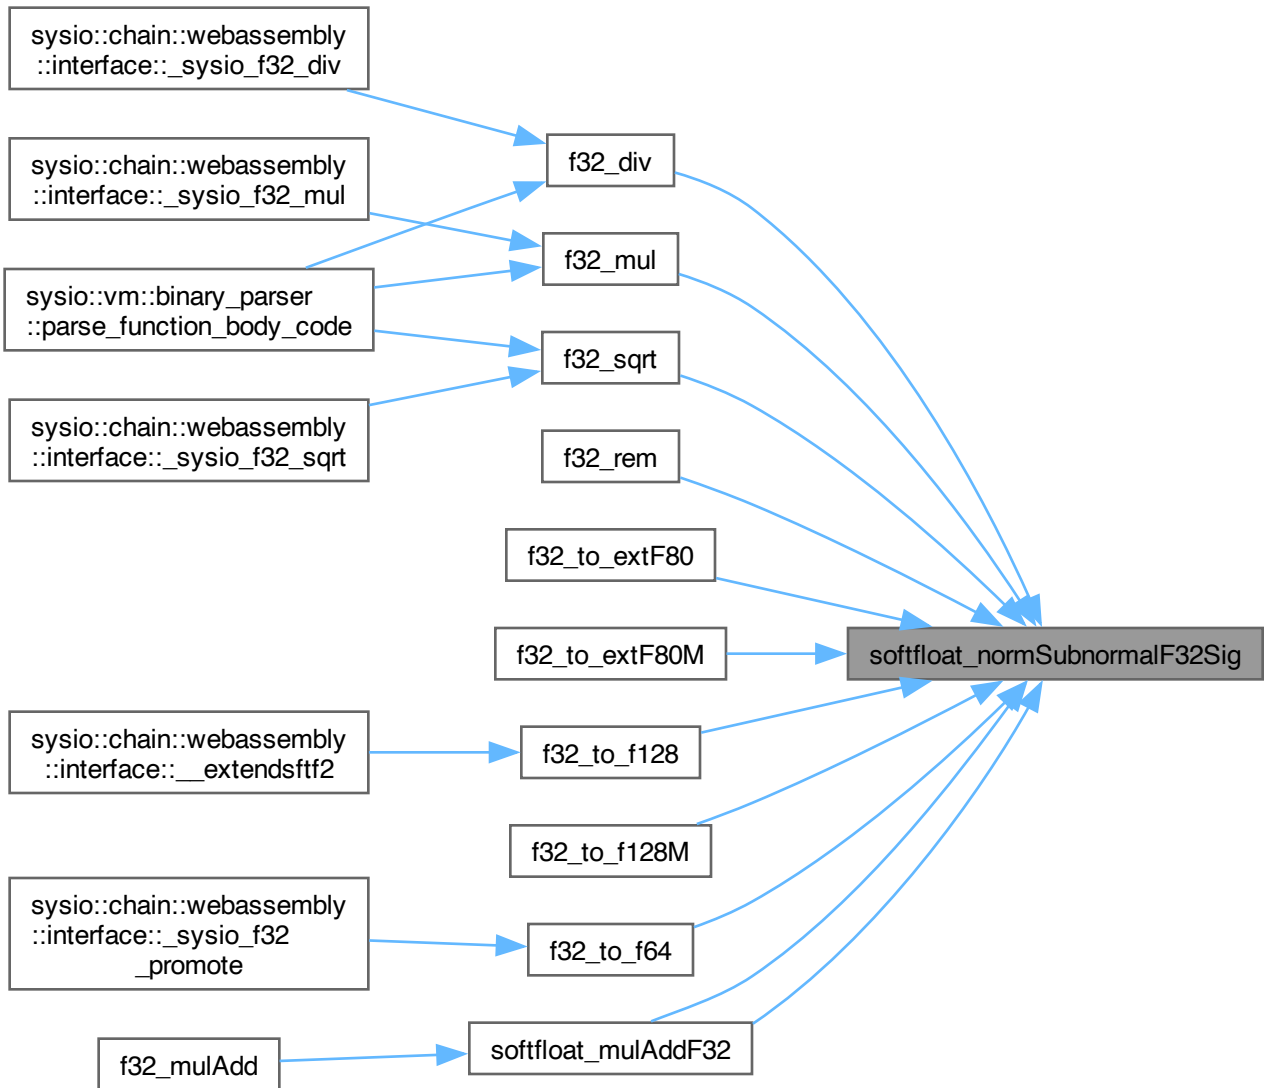 sysio::chain::webassembly
::interface::_sysio_f32_div
sysio::chain::webassembly
::interface::_sysio_f32_mul
sysio::vm::binary_parser
::parse_function_body_code
sysio::chain::webassembly
::interface::_sysio_f32_sqrt
sysio::chain::webassembly
::interface::__extendsftf2
sysio::chain::webassembly
::interface::_sysio_f32
_promote
f32_mulAdd
f32_div
f32_mul
f32_sqrt
f32_rem
f32_to_extF80
f32_to_extF80M
f32_to_f128
f32_to_f128M
f32_to_f64
softfloat_mulAddF32
softfloat_normSubnormalF32Sig